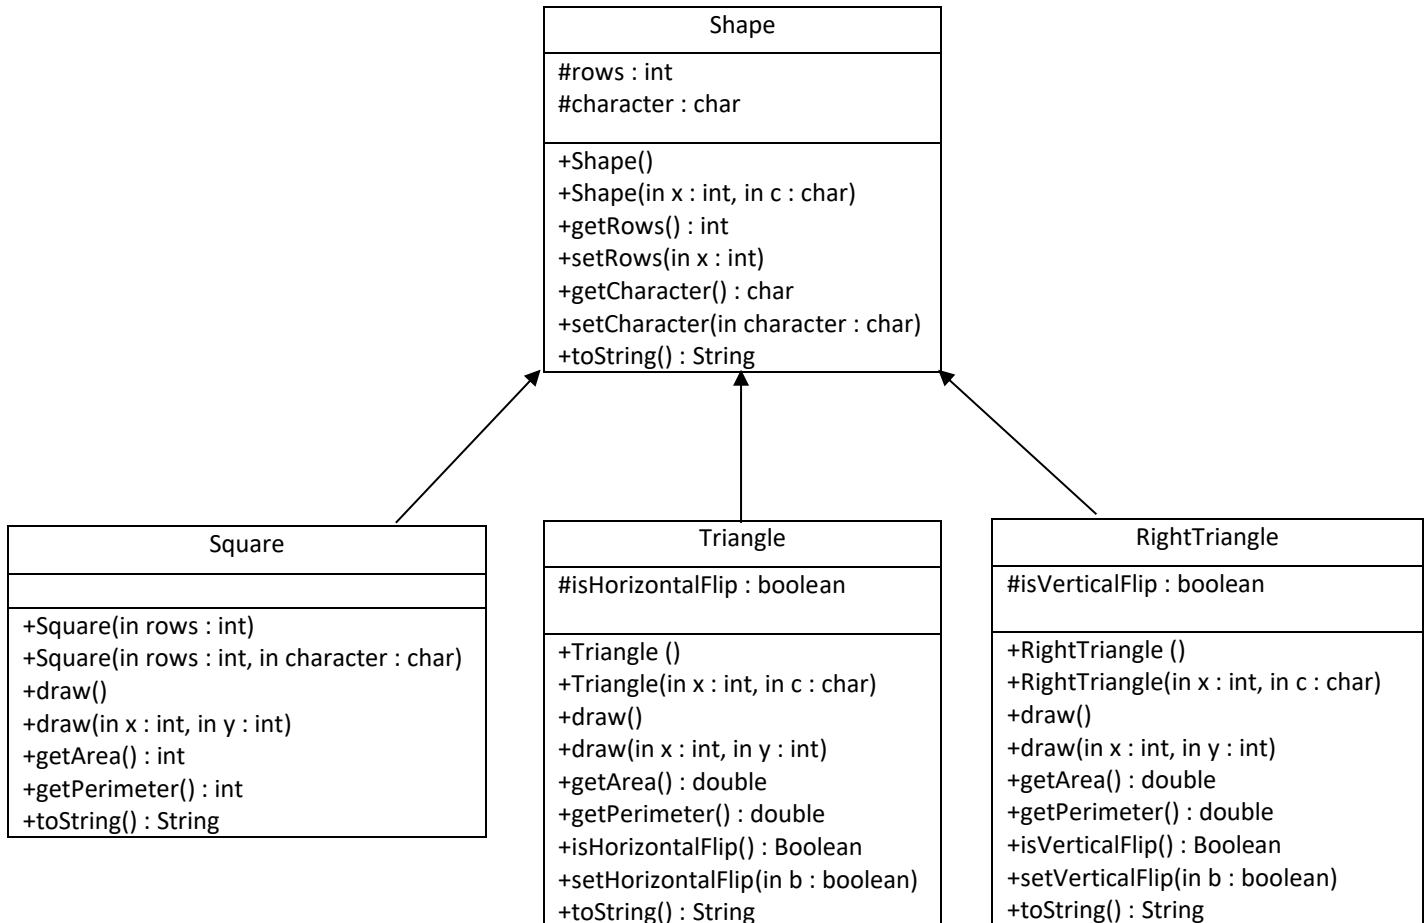 Shape
#rows : int
#character : char
+Shape()
+Shape(in x : int, in c : char)
+getRows() : int
+setRows(in x : int)
+getCharacter() : char
+setCharacter(in character : char)
+toString() : String
Square
+Square(in rows : int)
+Square(in rows : int, in character : char)
+draw()
+draw(in x : int, in y : int)
+getArea() : int
+getPerimeter() : int
+toString() : String
Triangle
#isHorizontalFlip : boolean
+Triangle ()
+Triangle(in x : int, in c : char)
+draw()
+draw(in x : int, in y : int)
+getArea() : double
+getPerimeter() : double
+isHorizontalFlip() : Boolean
+setHorizontalFlip(in b : boolean)
+toString() : String
RightTriangle
#isVerticalFlip : boolean
+RightTriangle ()
+RightTriangle(in x : int, in c : char)
+draw()
+draw(in x : int, in y : int)
+getArea() : double
+getPerimeter() : double
+isVerticalFlip() : Boolean
+setVerticalFlip(in b : boolean)
+toString() : String